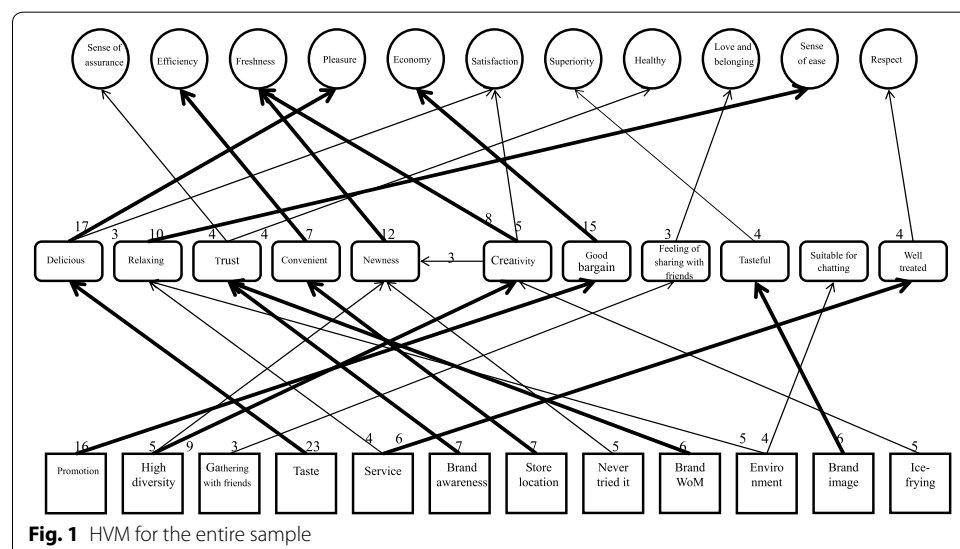 Sense of
assurance
Efficiency
Freshness
Pleasure
Economy
Satisfaction
Superiority
Healthy
Love and
belonging
Sense
of ease
Respect
17
3
10
4
4
7
12
8
5
15
3
4
4
Delicious
Relaxing
Trust
Convenient
Newness
3
Creativity
Good
bargain
Feeling of
sharing with
friends
Tasteful
Suitable for
chatting
Well
treated
16
5
9
3
23
4
6
7
7
5
6
5
4
6
5
Promotion
High
diversity
Gathering
with friends
Taste
Service
Brand
awareness
Store
location
Never
tried it
Brand
WoM
Enviro
nment
Brand
image
Ice-
frying
Fig. 1 HVM for the entire sample